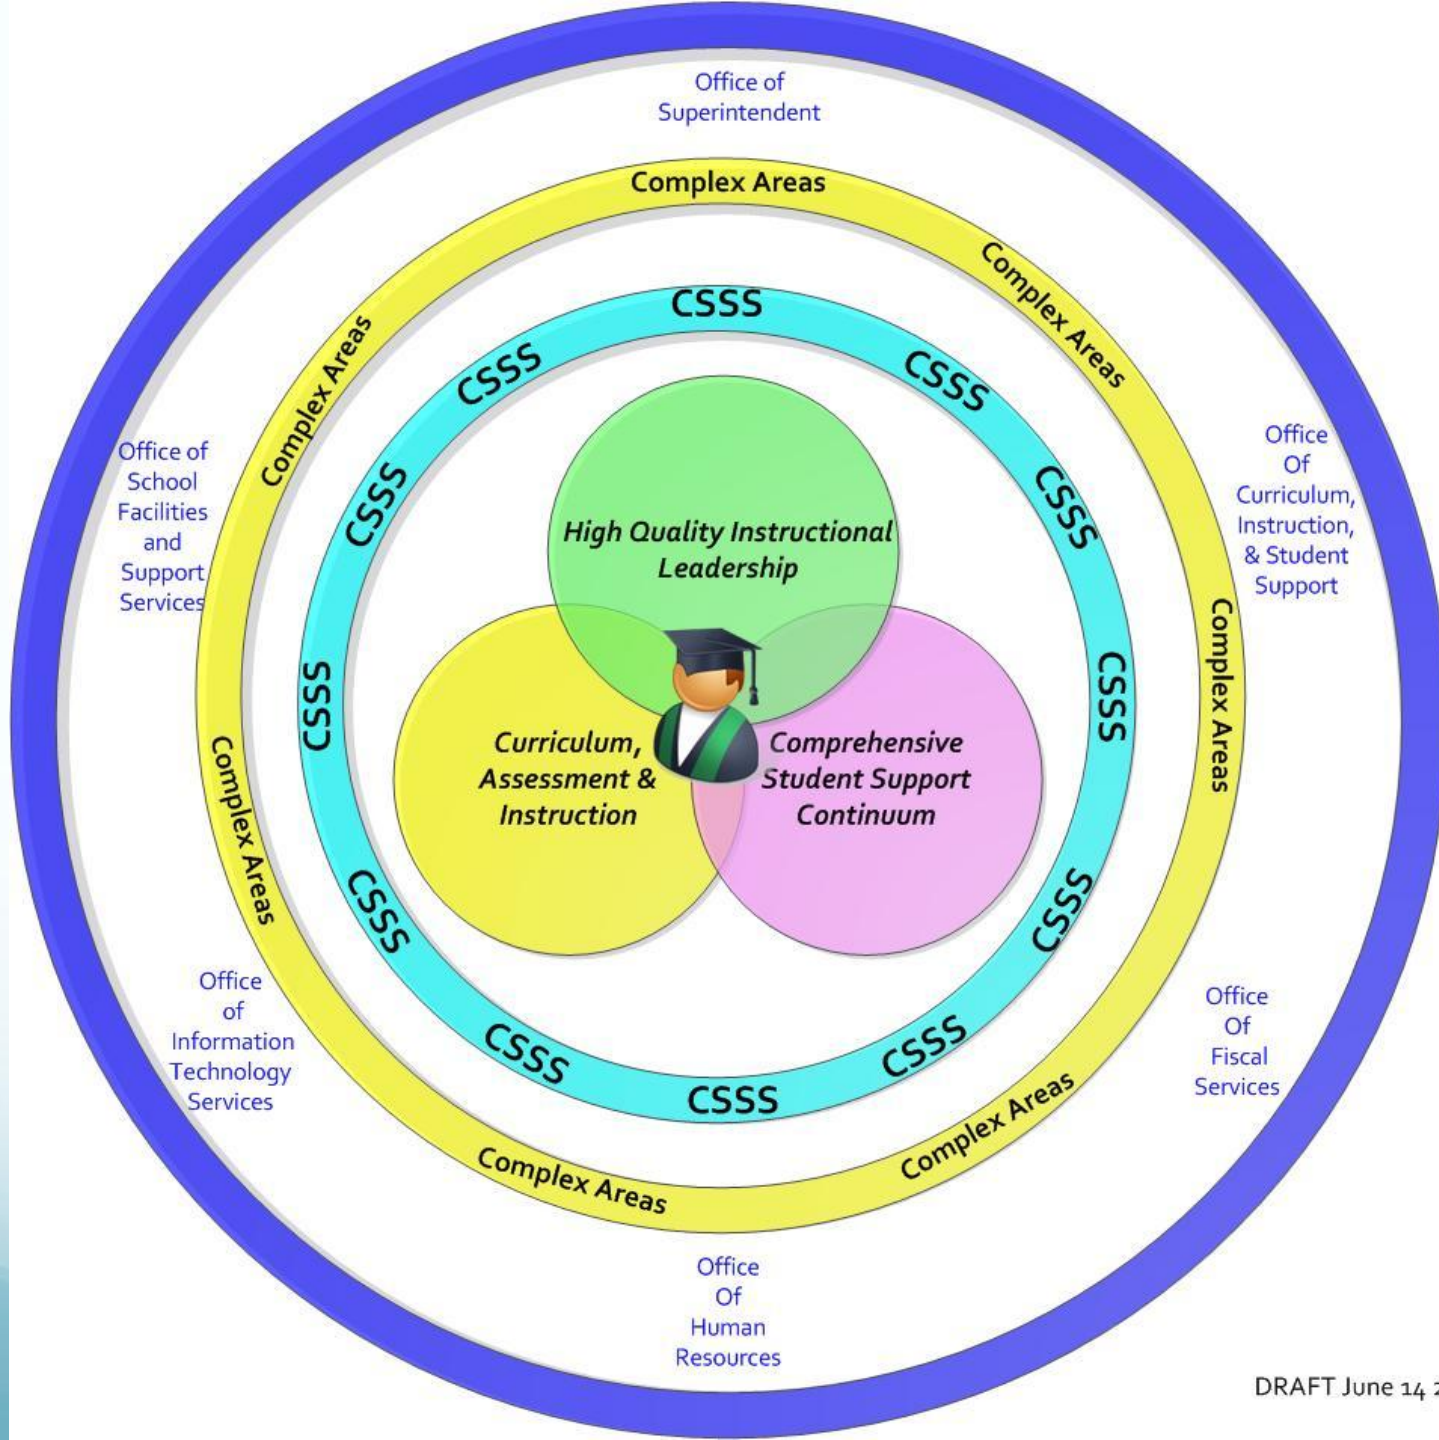 Office of
Superintendent
Complex Areas
Complex Areas
Complex Areas
Complex Areas
Complex Areas
Complex Areas
Complex Areas
CSSS
CSSS
CSSS
CSSS
CSSS
CSSS
CSSS
CSSS
CSSS
CSSS
CSSS
CSSS
High Quality Instructional
Leadership
Curriculum,
Assessment &
Instruction
Comprehensive
Student Support
Continuum
Office of
School
Facilities
and
Support
Services
Office
Of
Curriculum,
Instruction,
& Student
Support
Office
of
Information
Technology
Services
Office
Of
Fiscal
Services
Office
Of
Human
Resources
DRAFT June 14